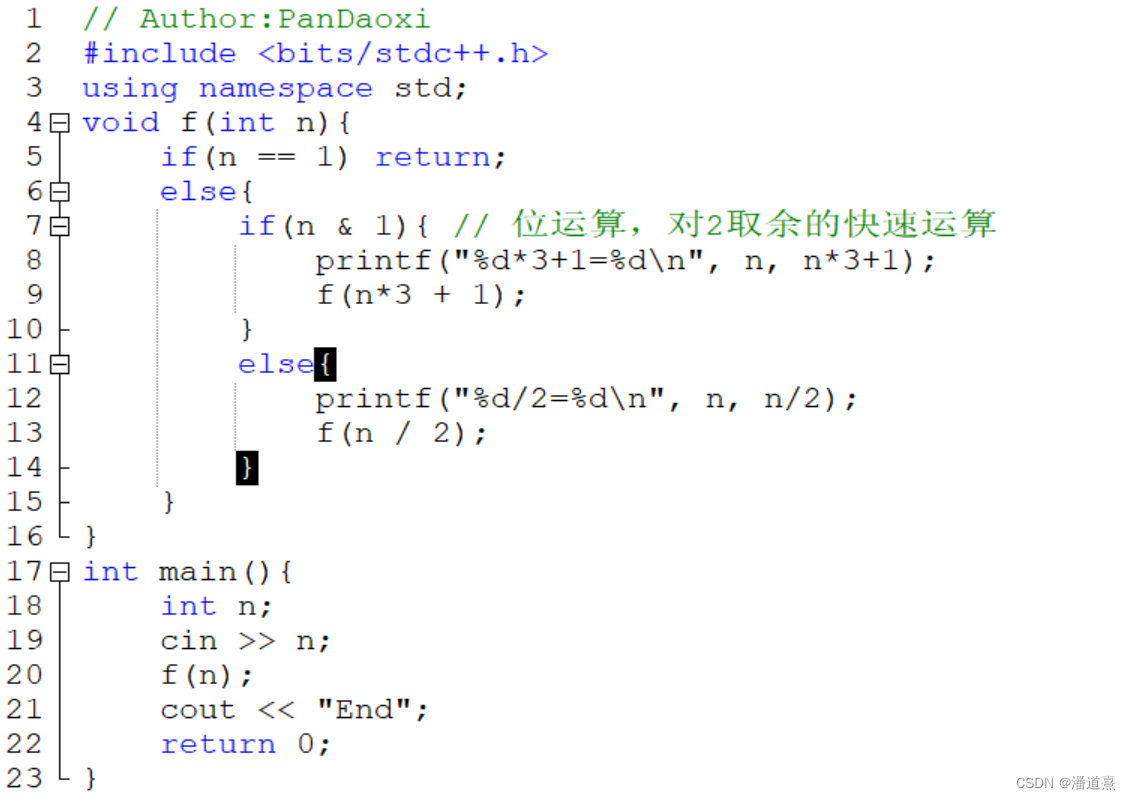 1 // Author:PanDaoxi
2 #include <bits/stdc++.h>
3 using namespace std;
4 void f(int n){
5     if(n == 1) return;
6     else{
7         if(n & 1){ // 位运算，对2取余的快速运算
8             printf("%d*3+1=%d\n", n, n*3+1);
9             f(n*3 + 1);
10         }
11         else{
12             printf("%d/2=%d\n", n, n/2);
13             f(n / 2);
14         }
15     }
16 }
17 int main(){
18     int n;
19     cin >> n;
20     f(n);
21     cout << "End";
22     return 0;
23 }
CSDN @潘道熹